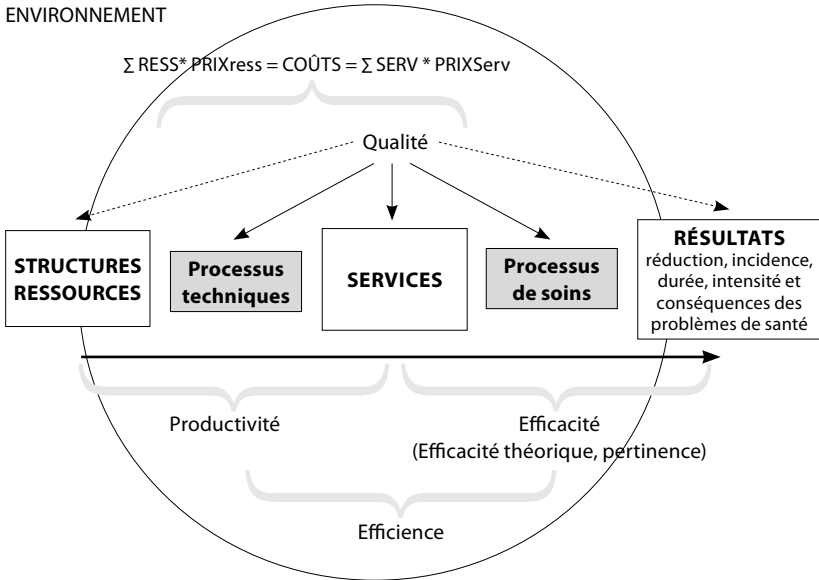 ENVIRONNEMENT
∑ RESS* PRIXress = COÛTS = ∑ SERV * PRIXServ
Qualité
STRUCTURES
RESSOURCES
Processus
techniques
SERVICES
Processus
de soins
RÉSULTATS
réduction, incidence,
durée, intensité et
conséquences des
problèmes de santé
Productivité
Efficacité
(Efficacité théorique, pertinence)
Efficience